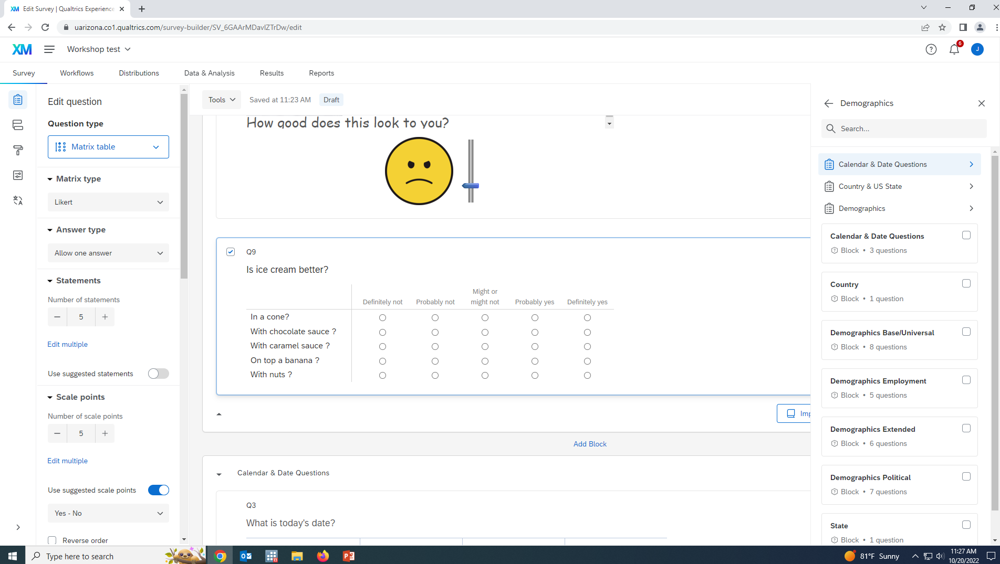 XM Edit Survey | Qualtrics Experience
uarizona.co1.qualtrics.com/survey-builder/SV_6GAArMDavIZTrDw/edit
XM Workshop test
6
J
Survey Workflows Distributions Data & Analysis Results Reports
Edit question
Question type
Matrix table
Matrix type
Likert
Answer type
Allow one answer
Statements
Number of statements
5
Edit multiple
Use suggested statements
Scale points
Number of scale points
5
Edit multiple
Use suggested scale points
Yes - No
Reverse order
Tools Saved at 11:23 AM Draft
How good does this look to you?
Q9
Is ice cream better?
Definitely not Probably not Might or might not Probably yes Definitely yes
In a cone?
With chocolate sauce ?
With caramel sauce ?
On top a banana ?
With nuts ?
Imp
Add Block
Calendar & Date Questions
Q3
What is today's date?
Demographics
Search...
Calendar & Date Questions
Country & US State
Demographics
Calendar & Date Questions
Block • 3 questions
Country
Block • 1 question
Demographics Base/Universal
Block • 8 questions
Demographics Employment
Block • 5 questions
Demographics Extended
Block • 6 questions
Demographics Political
Block • 7 questions
State
Block • 1 question
Type here to search
81°F Sunny
11:27 AM
10/20/2022